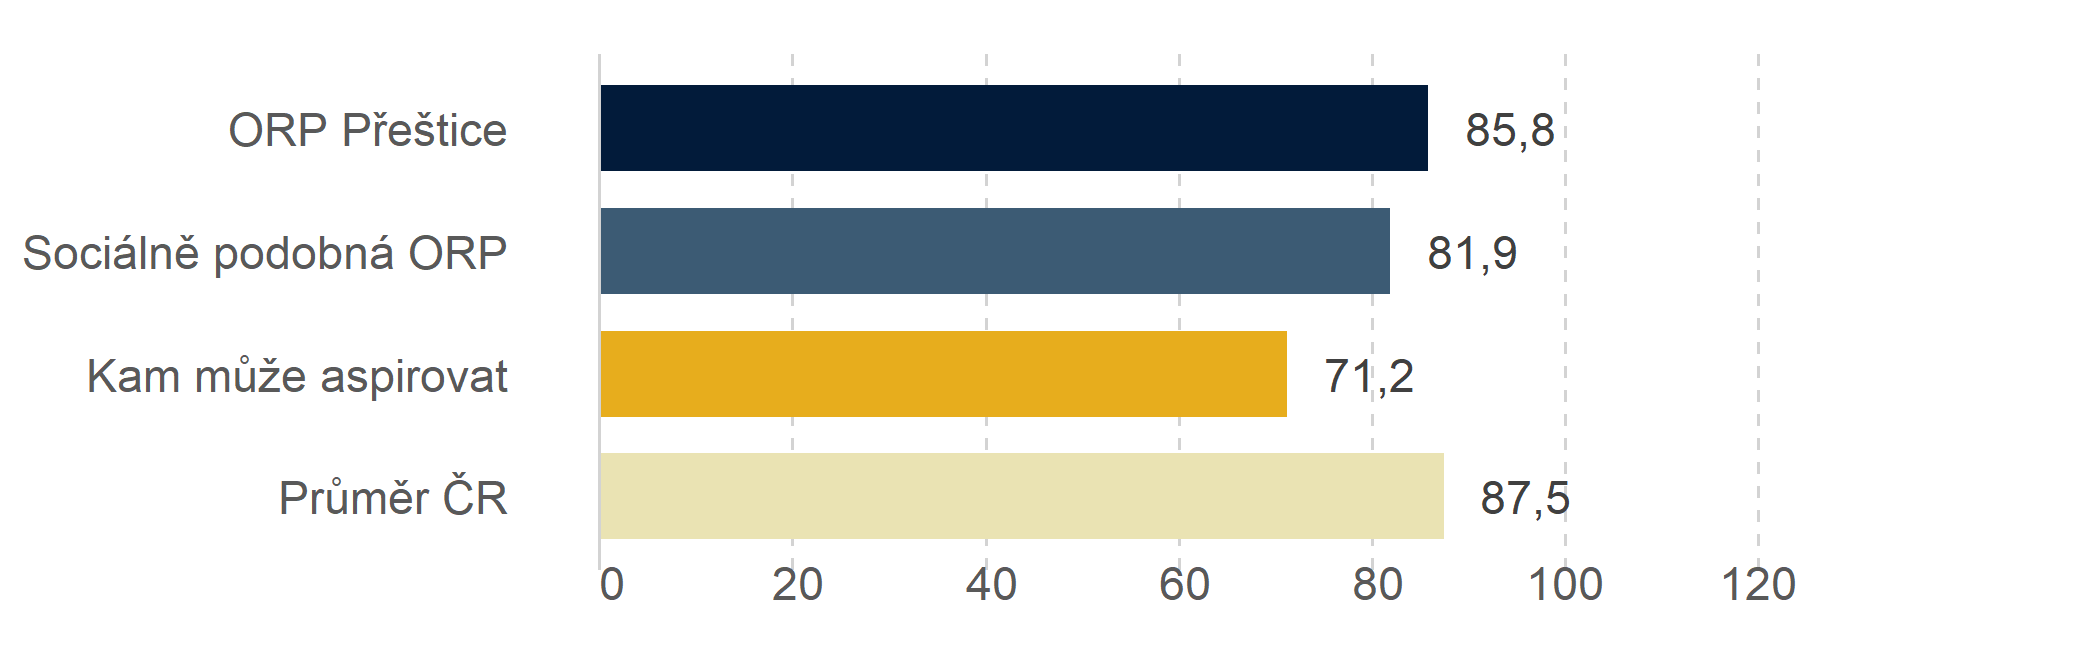 ORP Přeštice 85,8
Sociálně podobná ORP 81,9
Kam může aspirovat 71,2
Průměr ČR 87,5
0 20 40 60 80 100 120